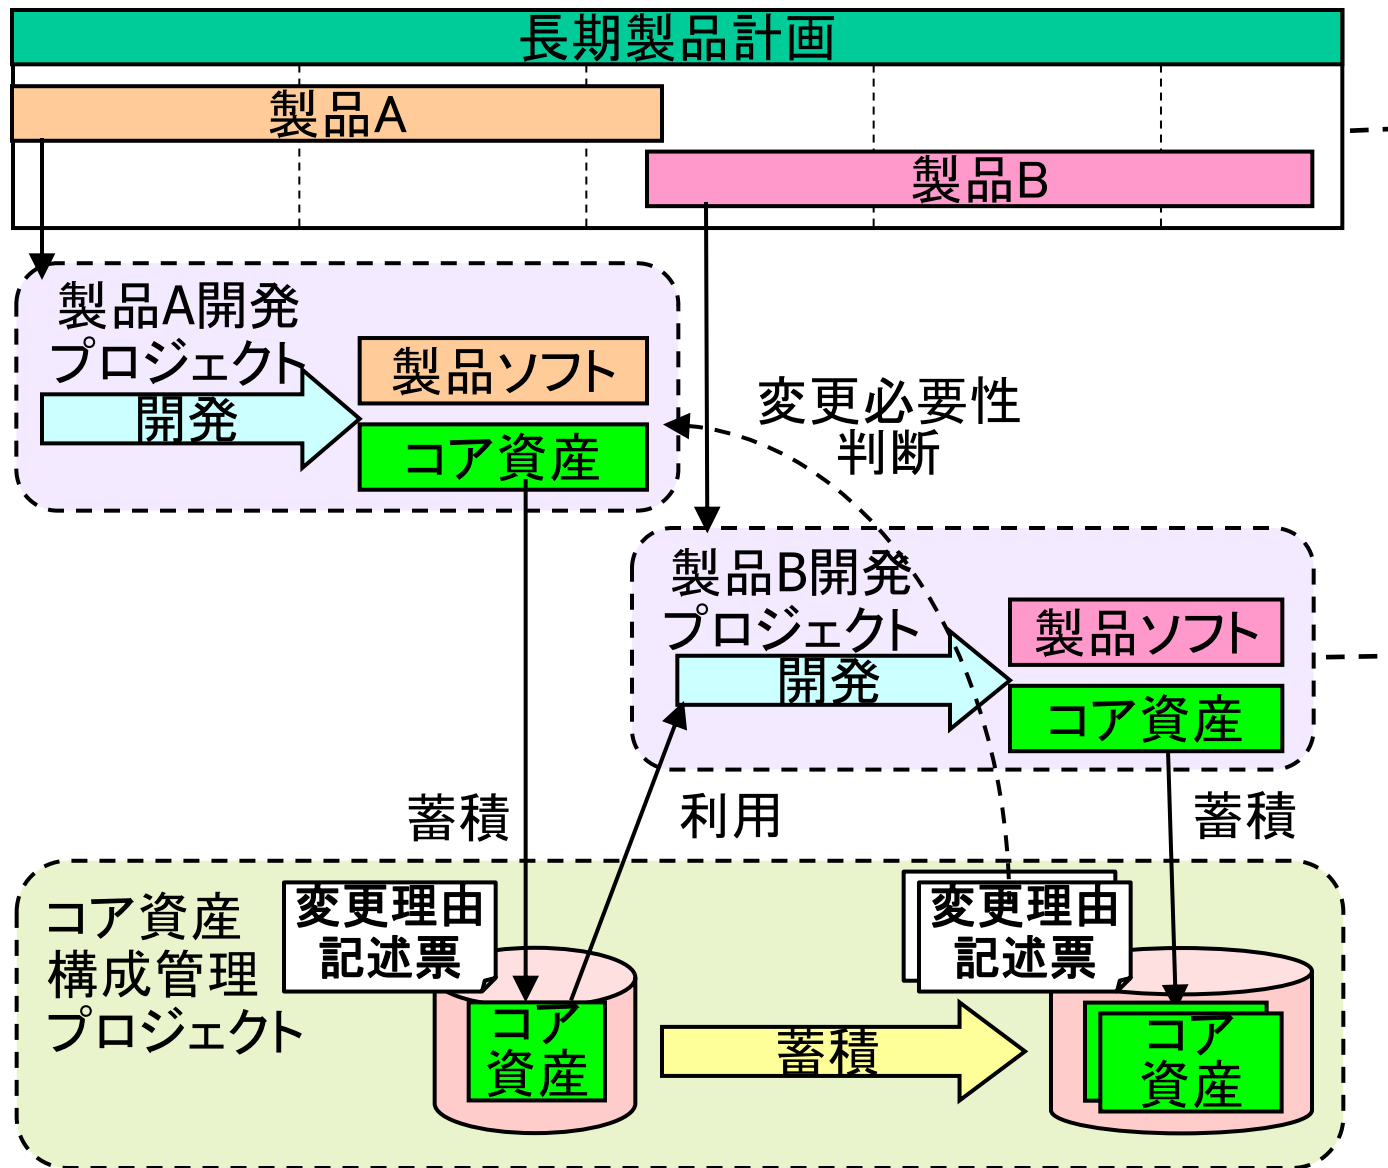 長期製品計画
製品A
製品B
製品A開発
プロジェクト
開発
製品ソフト
コア資産
変更必要性
判断
製品B開発
プロジェクト
開発
製品ソフト
コア資産
蓄積
利用
蓄積
コア資産
構成管理
プロジェクト
変更理由
記述票
コア
資産
蓄積
変更理由
記述票
コア
資産